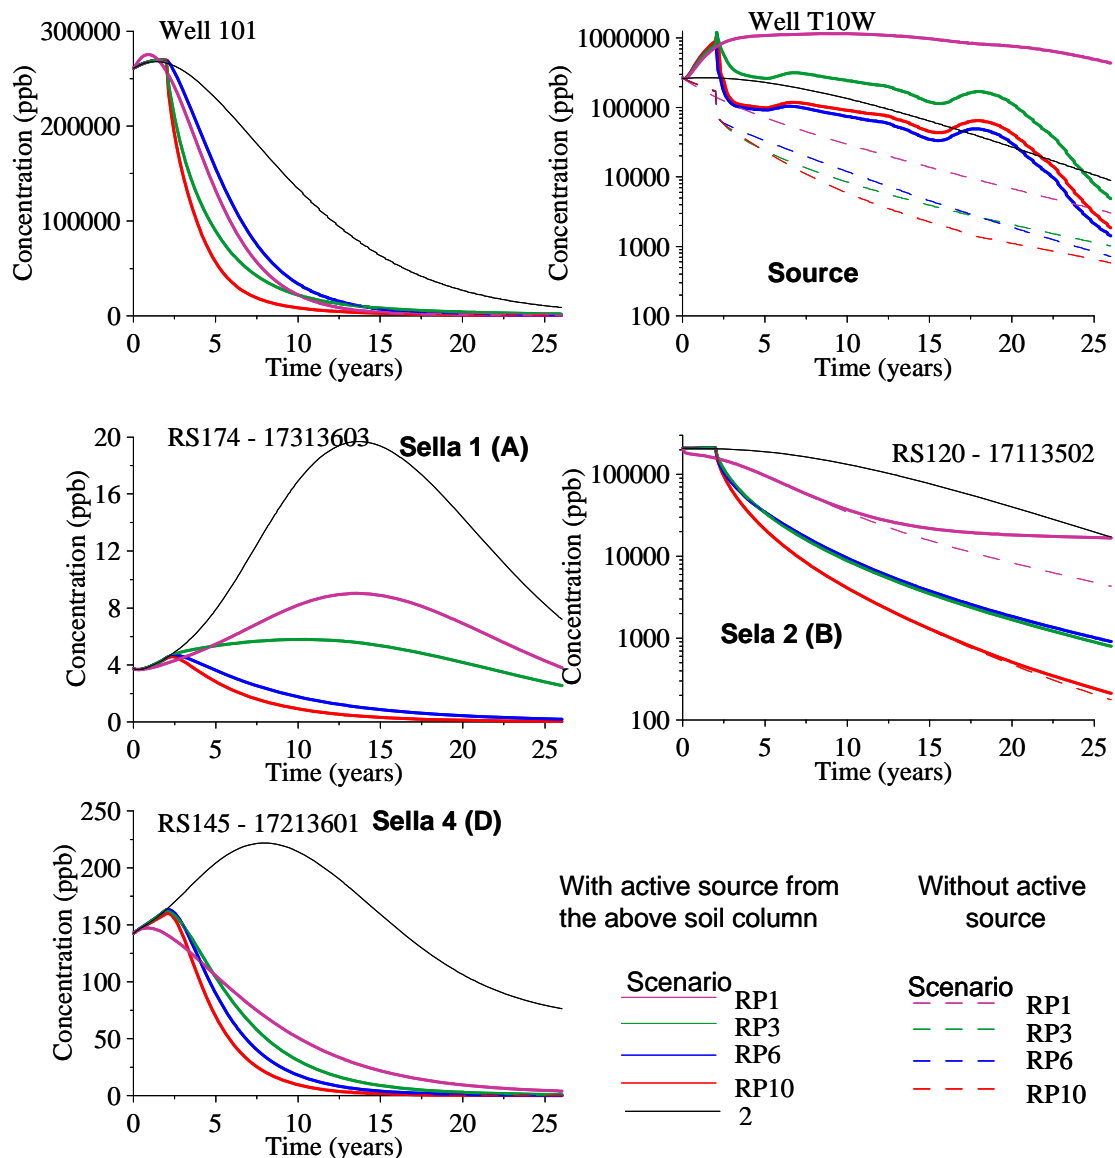 Well 101
300000
200000
100000
0
Concentration (ppb)
0 5 10 15 20 25
Time (years)
Well T10W
1000000
100000
10000
1000
100
Concentration (ppb)
Source
0 5 10 15 20 25
Time (years)
RS174 - 17313603
Sella 1 (A)
20
16
12
8
4
0
Concentration (ppb)
0 5 10 15 20 25
Time (years)
RS120 - 17113502
100000
10000
1000
100
Concentration (ppb)
Sela 2 (B)
0 5 10 15 20 25
Time (years)
RS145 - 17213601
Sella 4 (D)
250
200
150
100
50
0
Concentration (ppb)
0 5 10 15 20 25
Time (years)
With active source from
the above soil column
Scenario
RP1
RP3
RP6
RP10
2
Without active
source
Scenario
RP1
RP3
RP6
RP10